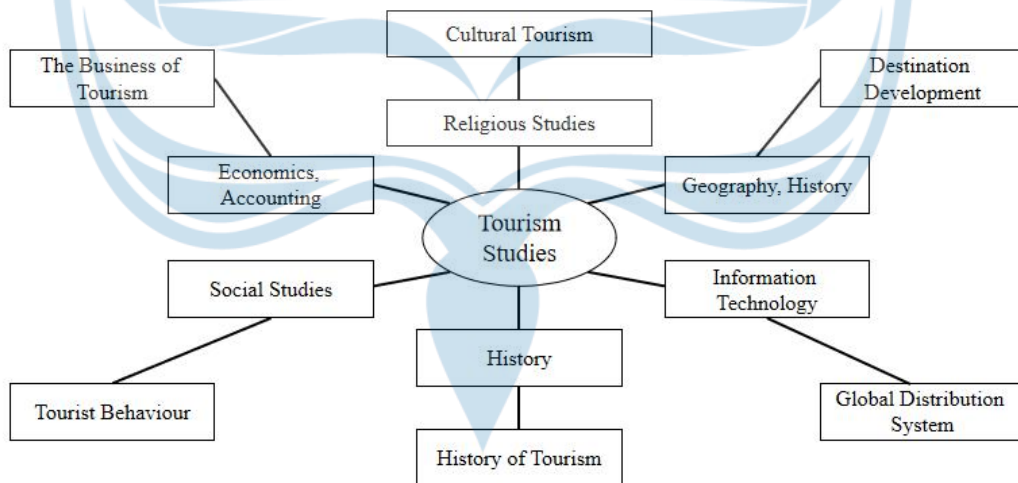 Cultural Tourism
The Business of
Tourism
Destination
Development
Religious Studies
Economics,
Accounting
Geography, History
Tourism
Studies
Social Studies
Information
Technology
History
Tourist Behaviour
Global Distribution
System
History of Tourism